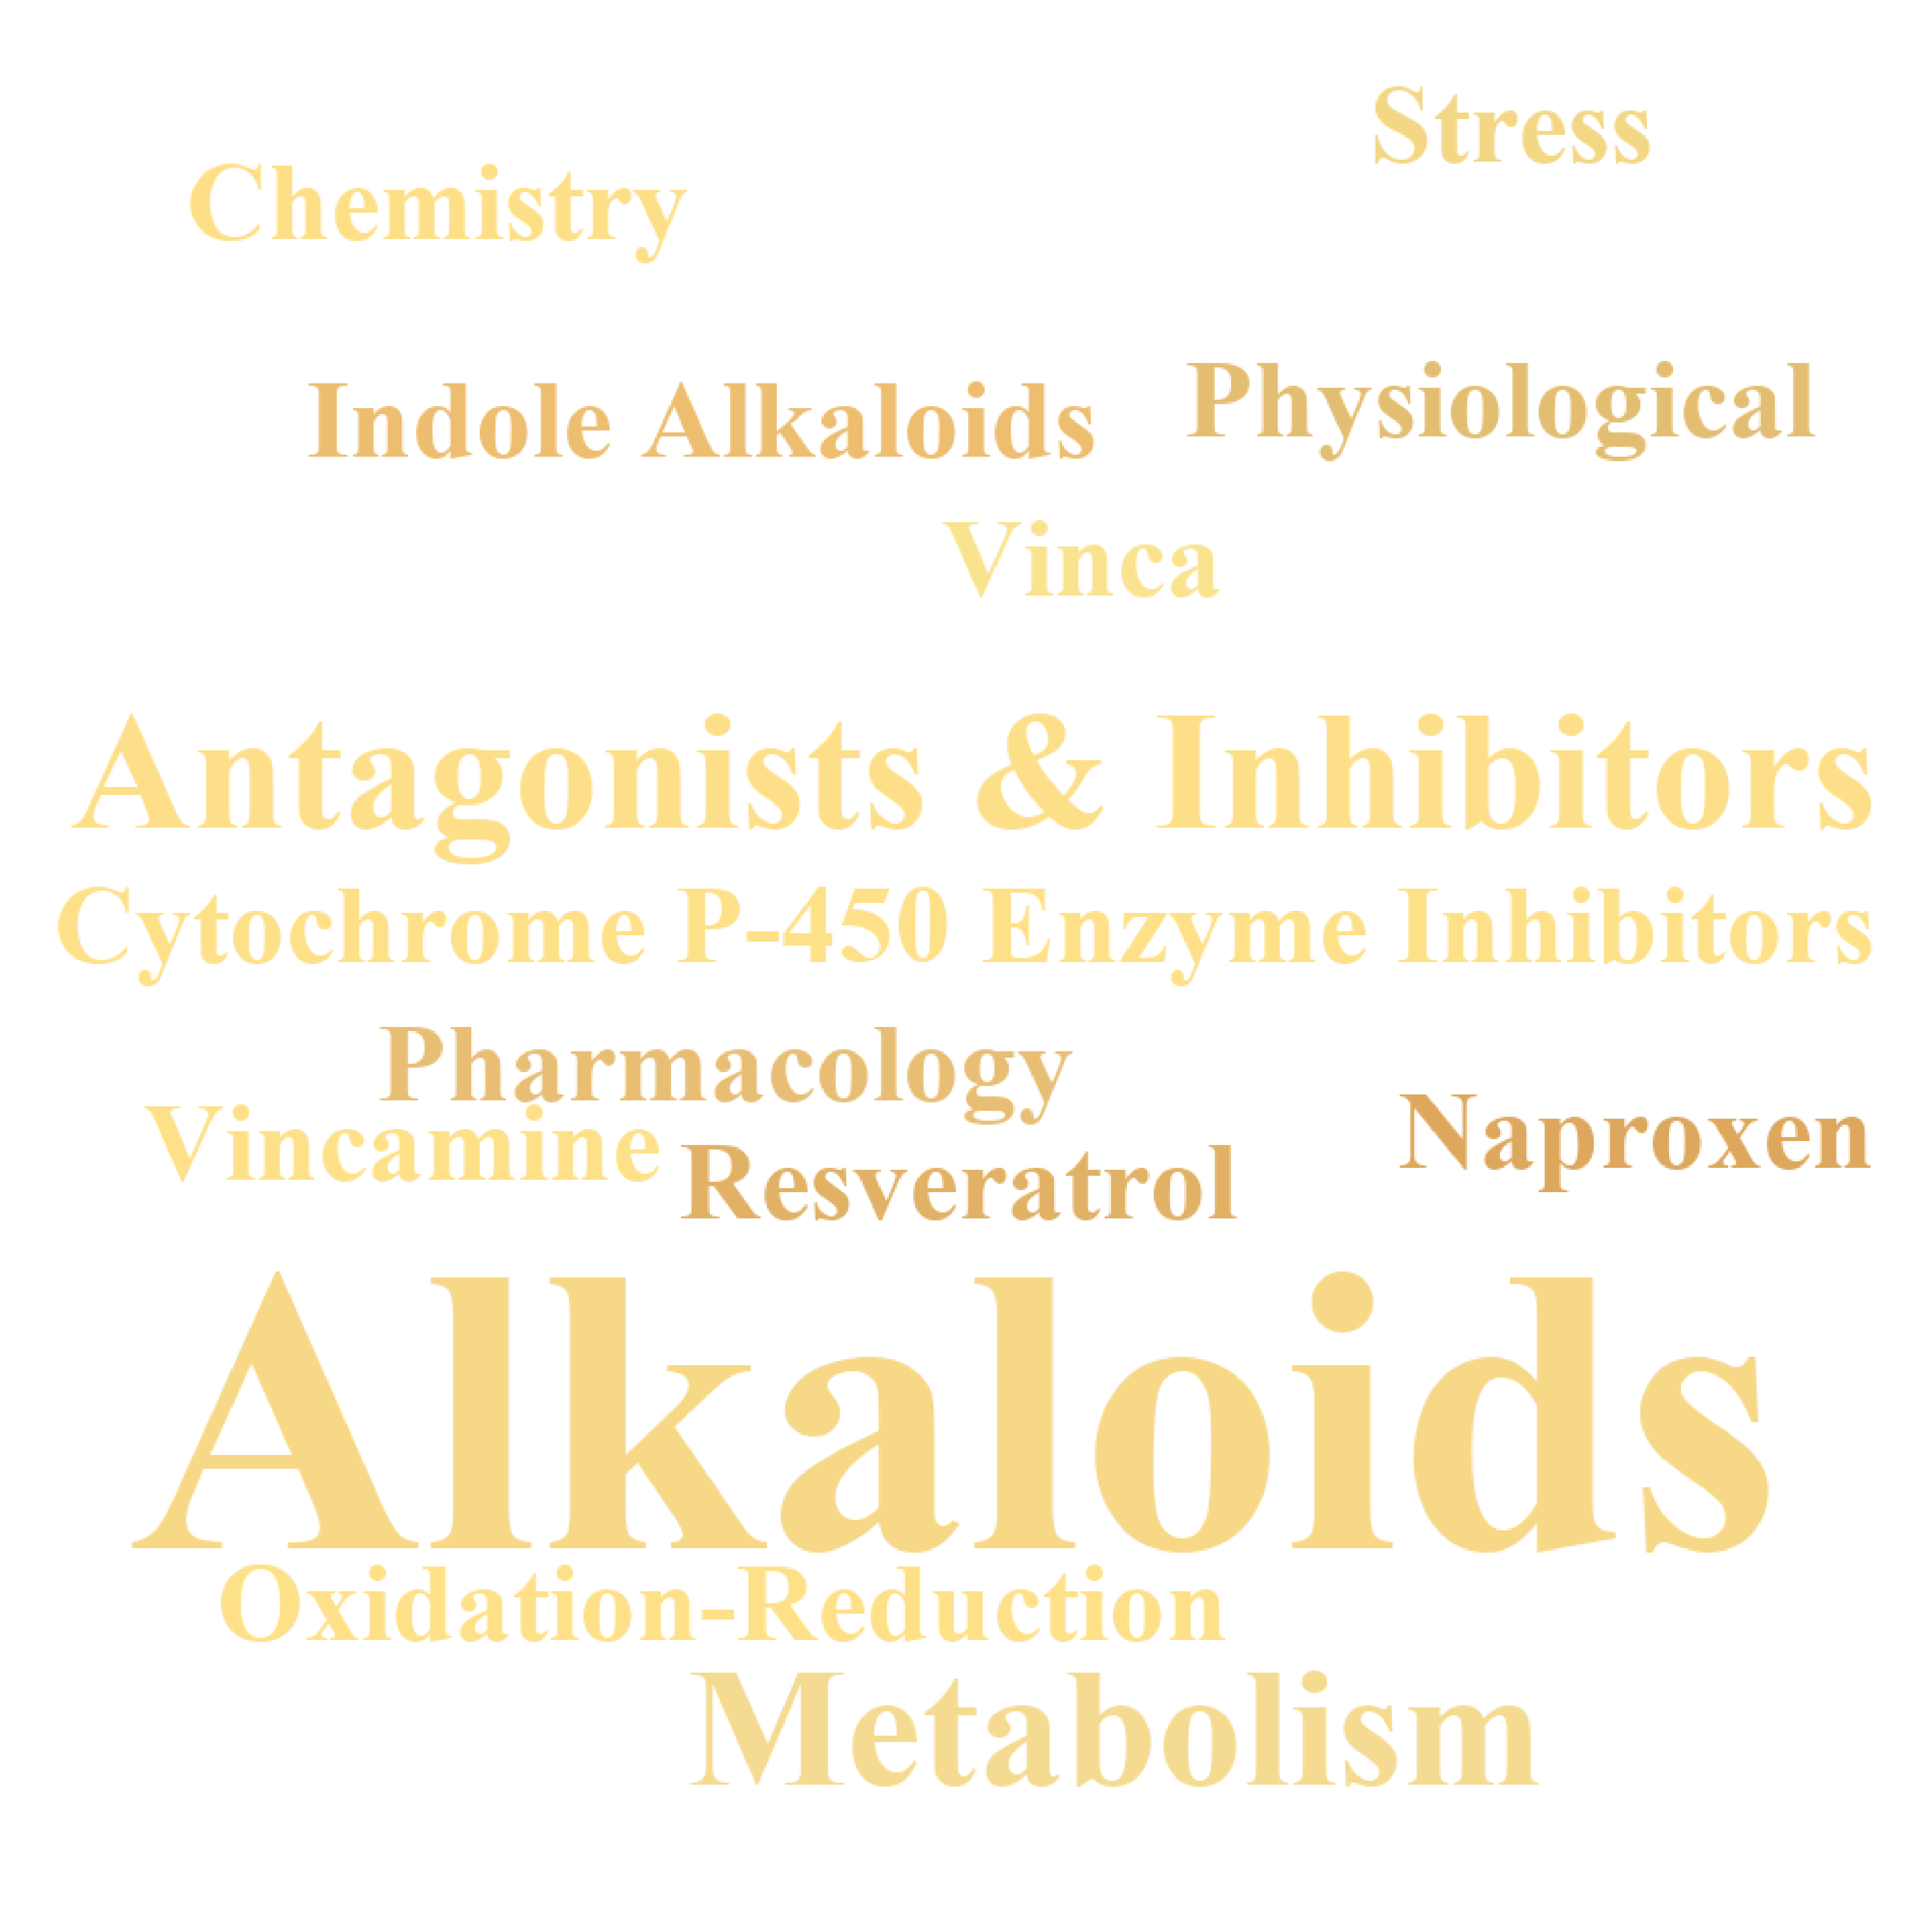 Stress
Chemistry
Indole Alkaloids
Physiological
Vinca
Antagonists & Inhibitors
Cytochrome P-450 Enzyme Inhibitors
Pharmacology
Naproxen
Vincamine
Resveratrol
Alkaloids
Oxidation-Reduction
Metabolism